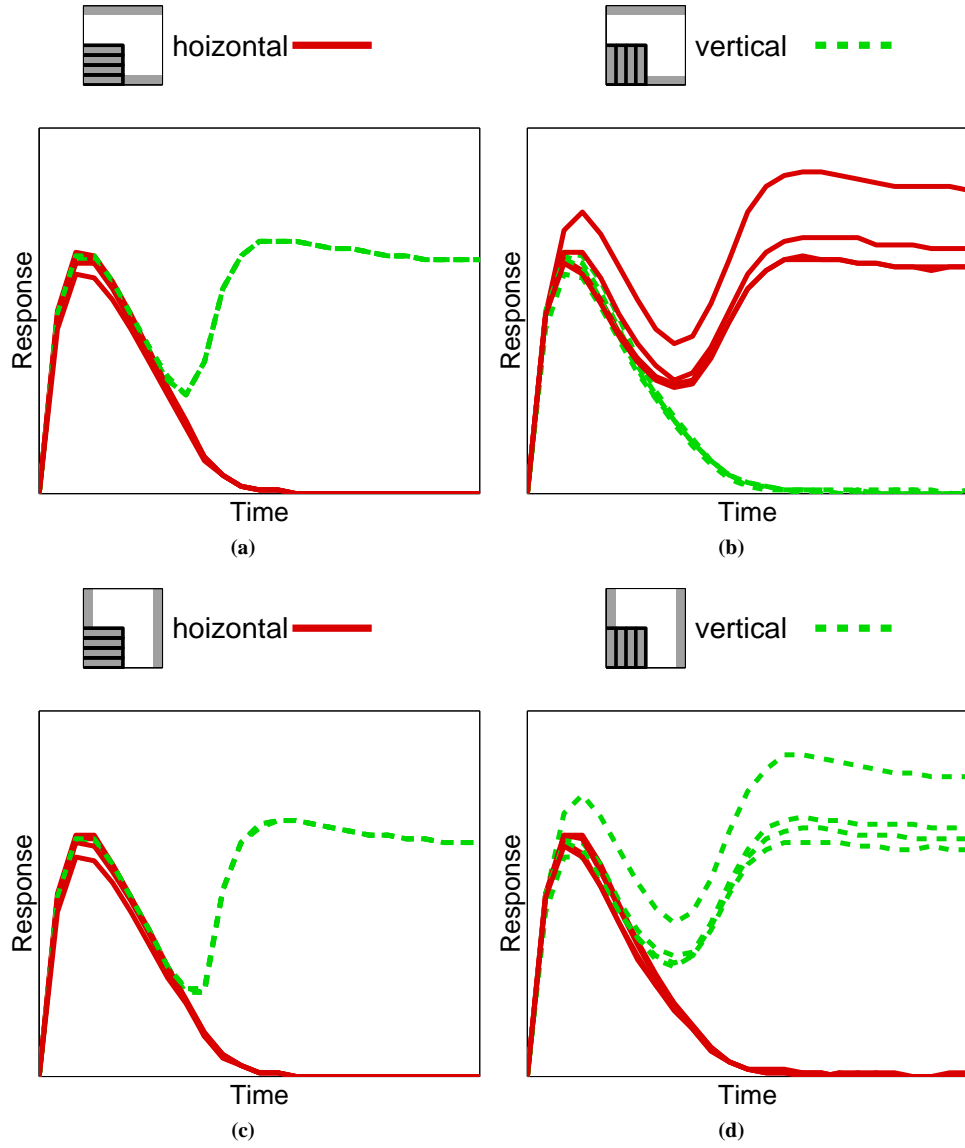 hoizontal
vertical
Response
Response
Time
Time
(a)
(b)
hoizontal
vertical
Response
Response
Time
Time
(c)
(d)